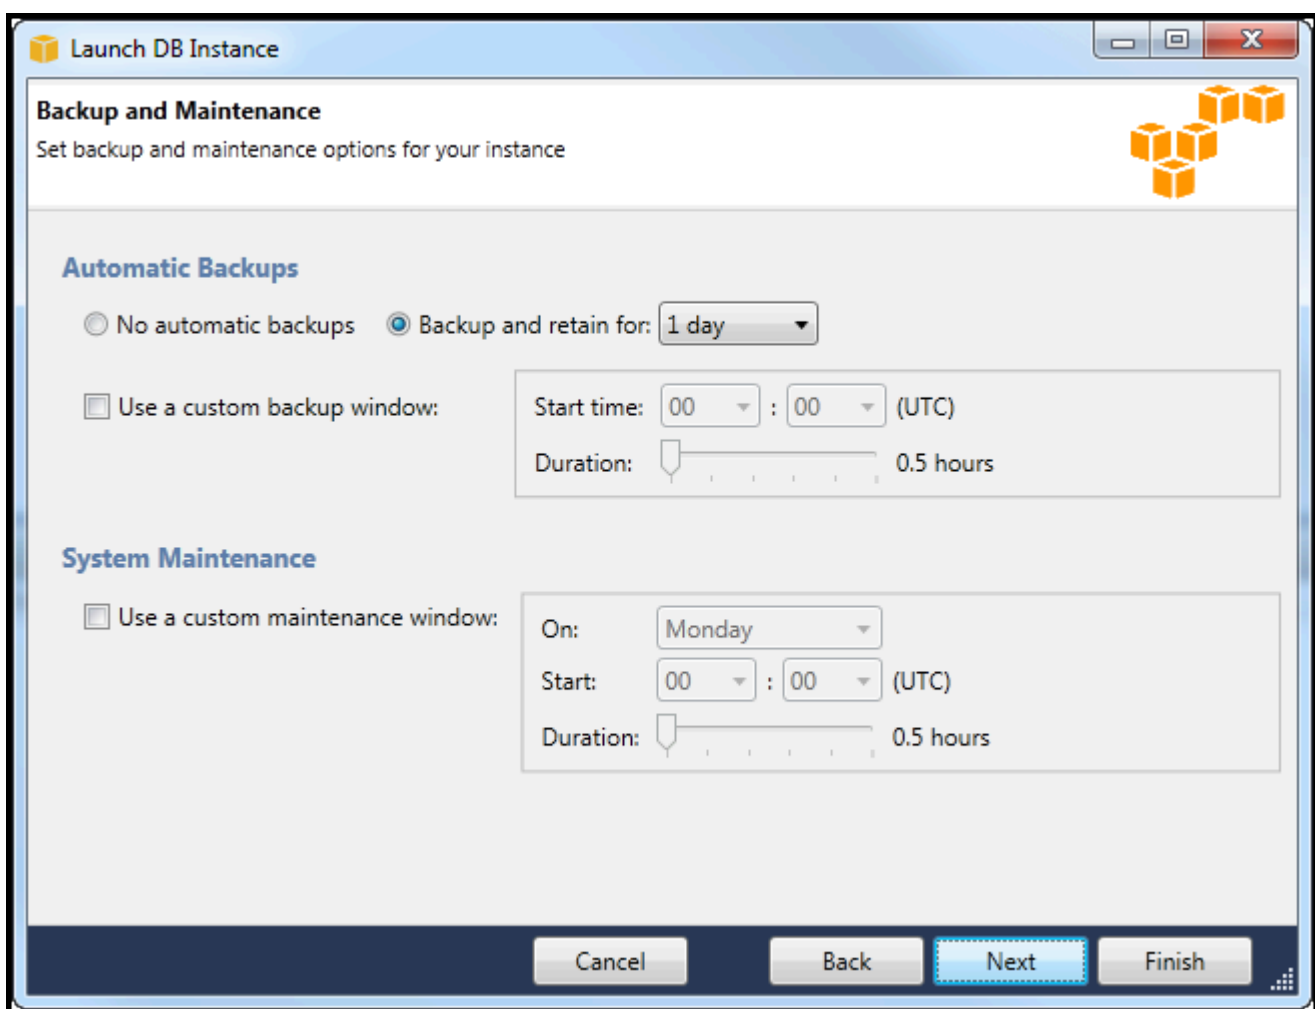 Launch DB Instance
Backup and Maintenance
Set backup and maintenance options for your instance
Automatic Backups
No automatic backups Backup and retain for: 1 day
Use a custom backup window: Start time: 00 : 00 (UTC)
Duration: 0.5 hours
System Maintenance
Use a custom maintenance window:
On: Monday
Start: 00 : 00 (UTC)
Duration: 0.5 hours
Cancel Back Next Finish